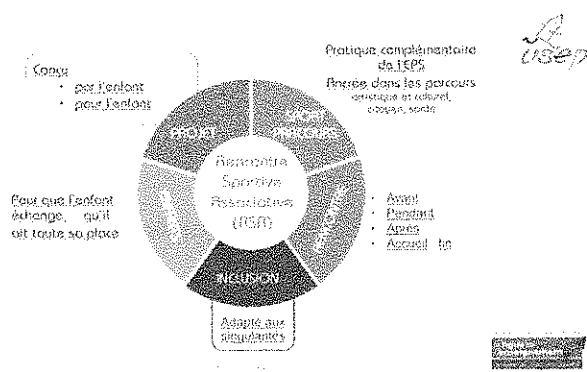 usep
Pratique complémentaire
de l'EPS
Ancrée dans les parcours
artistique et culturel,
citoyen, santé
Conçu
• par l'enfant
• pour l'enfant
PROJET
SPORT
Rencontre
Sportive
Associative
(RSA)
Pour que l'enfant
échange, qu'il
ait toute sa place
• Avant
• Pendant
• Après
• Accueil fin
INCLUSION
Adapté aux
singularités